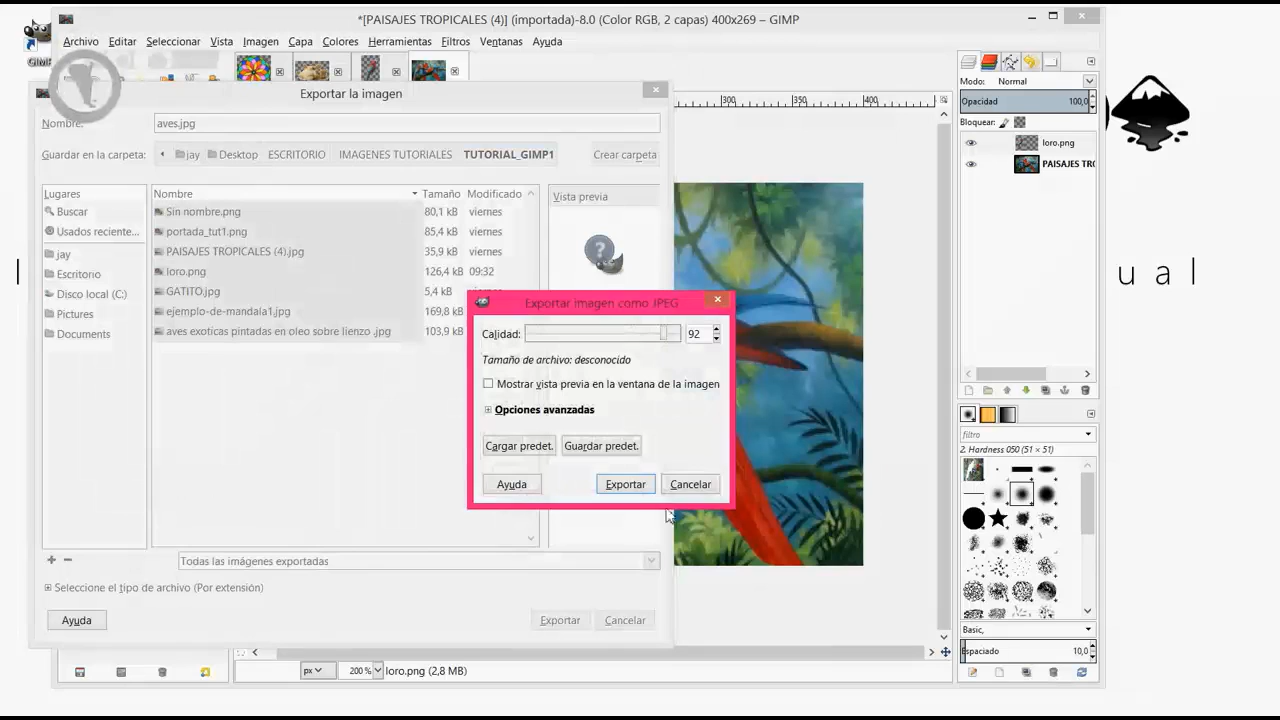 *[PAISAJES TROPICALES (4)] (importada)-8.0 (Color RGB, 2 capas) 400x269 – GIMP
GIMP
Archivo Editar Seleccionar Vista Imagen Capa Colores Herramientas Filtros Ventanas Ayuda
Exportar la imagen
Nombre: aves.jpg
Guardar en la carpeta: jay Desktop ESCRITORIO IMAGENES TUTORIALES TUTORIAL_GIMP1 Crear carpeta
Lugares
Buscar
Usados reciente...
jay
Escritorio
Disco local (C:)
Pictures
Documents
Nombre Tamaño Modificado
Sin nombre.png 80,1 kB viernes
portada_tut1.png 85,4 kB viernes
PAISAJES TROPICALES (4).jpg 35,9 kB viernes
loro.png 126,4 kB 09:32
GATITO.jpg 5,4 kB viernes
ejemplo-de-mandala1.jpg 169,8 kB
aves exoticas pintadas en oleo sobre lienzo .jpg 103,9 kB
Vista previa
Todas las imágenes exportadas
Seleccione el tipo de archivo (Por extensión)
Ayuda Exportar Cancelar
Exportar imagen como JPEG
Calidad: 92
Tamaño de archivo: desconocido
Mostrar vista previa en la ventana de la imagen
Opciones avanzadas
Cargar predet. Guardar predet.
Ayuda Exportar Cancelar
300 350 400
Modo: Normal
Opacidad 100,0
Bloquear:
loro.png
PAISAJES TRO
filtro
2. Hardness 050 (51 × 51)
Basic,
Espaciado 10,0
px 200 % loro.png (2,8 MB)
u a l